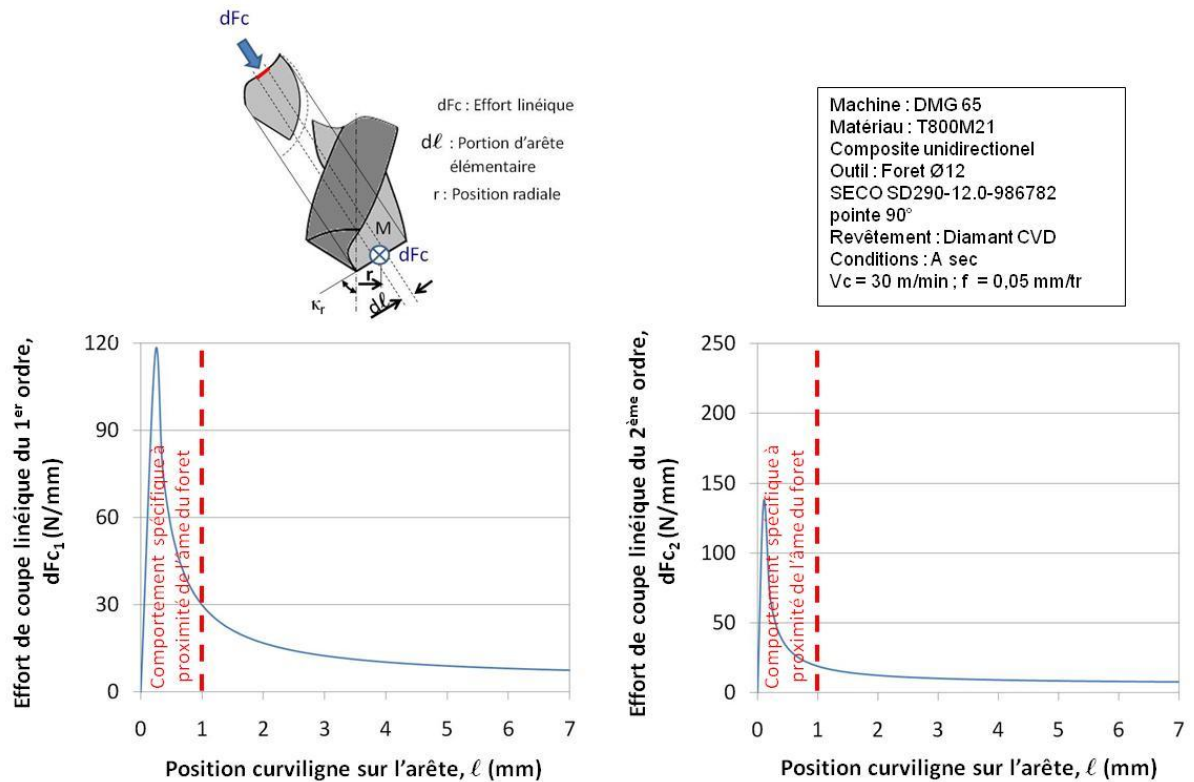 dFc
dFc : Effort linéique
dℓ : Portion d'arête
élémentaire
r : Position radiale
M
dFc
r
κr
dℓ
Machine : DMG 65
Matériau : T800M21
Composite unidirectionel
Outil : Foret Ø12
SECO SD290-12.0-986782
pointe 90°
Revêtement : Diamant CVD
Conditions : A sec
Vc = 30 m/min ; f = 0,05 mm/tr
Effort de coupe linéique du 1er ordre,
dFc1 (N/mm)
120
90
60
30
0
Comportement spécifique à
proximité de l'âme du foret
0 1 2 3 4 5 6 7
Position curviligne sur l'arête, ℓ (mm)
Effort de coupe linéique du 2ème ordre,
dFc2 (N/mm)
250
200
150
100
50
0
Comportement spécifique à
proximité de l'âme du foret
0 1 2 3 4 5 6 7
Position curviligne sur l'arête, ℓ (mm)